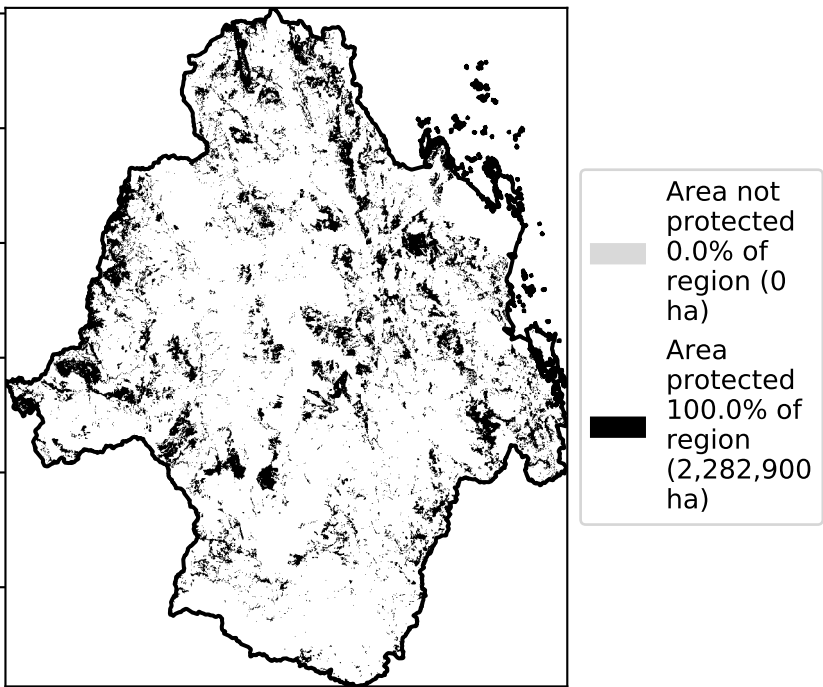 Area not
protected
0.0% of
region (0
ha)
Area
protected
100.0% of
region
(2,282,900
ha)